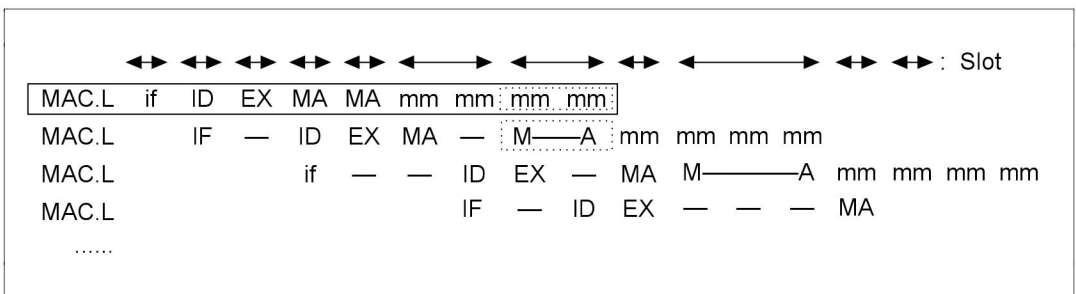 : Slot
MAC.L if ID EX MA MA mm mm mm mm
MAC.L IF — ID EX MA — M——A mm mm mm mm
MAC.L if — — ID EX — MA M———A mm mm mm mm
MAC.L IF — ID EX — — — MA
......